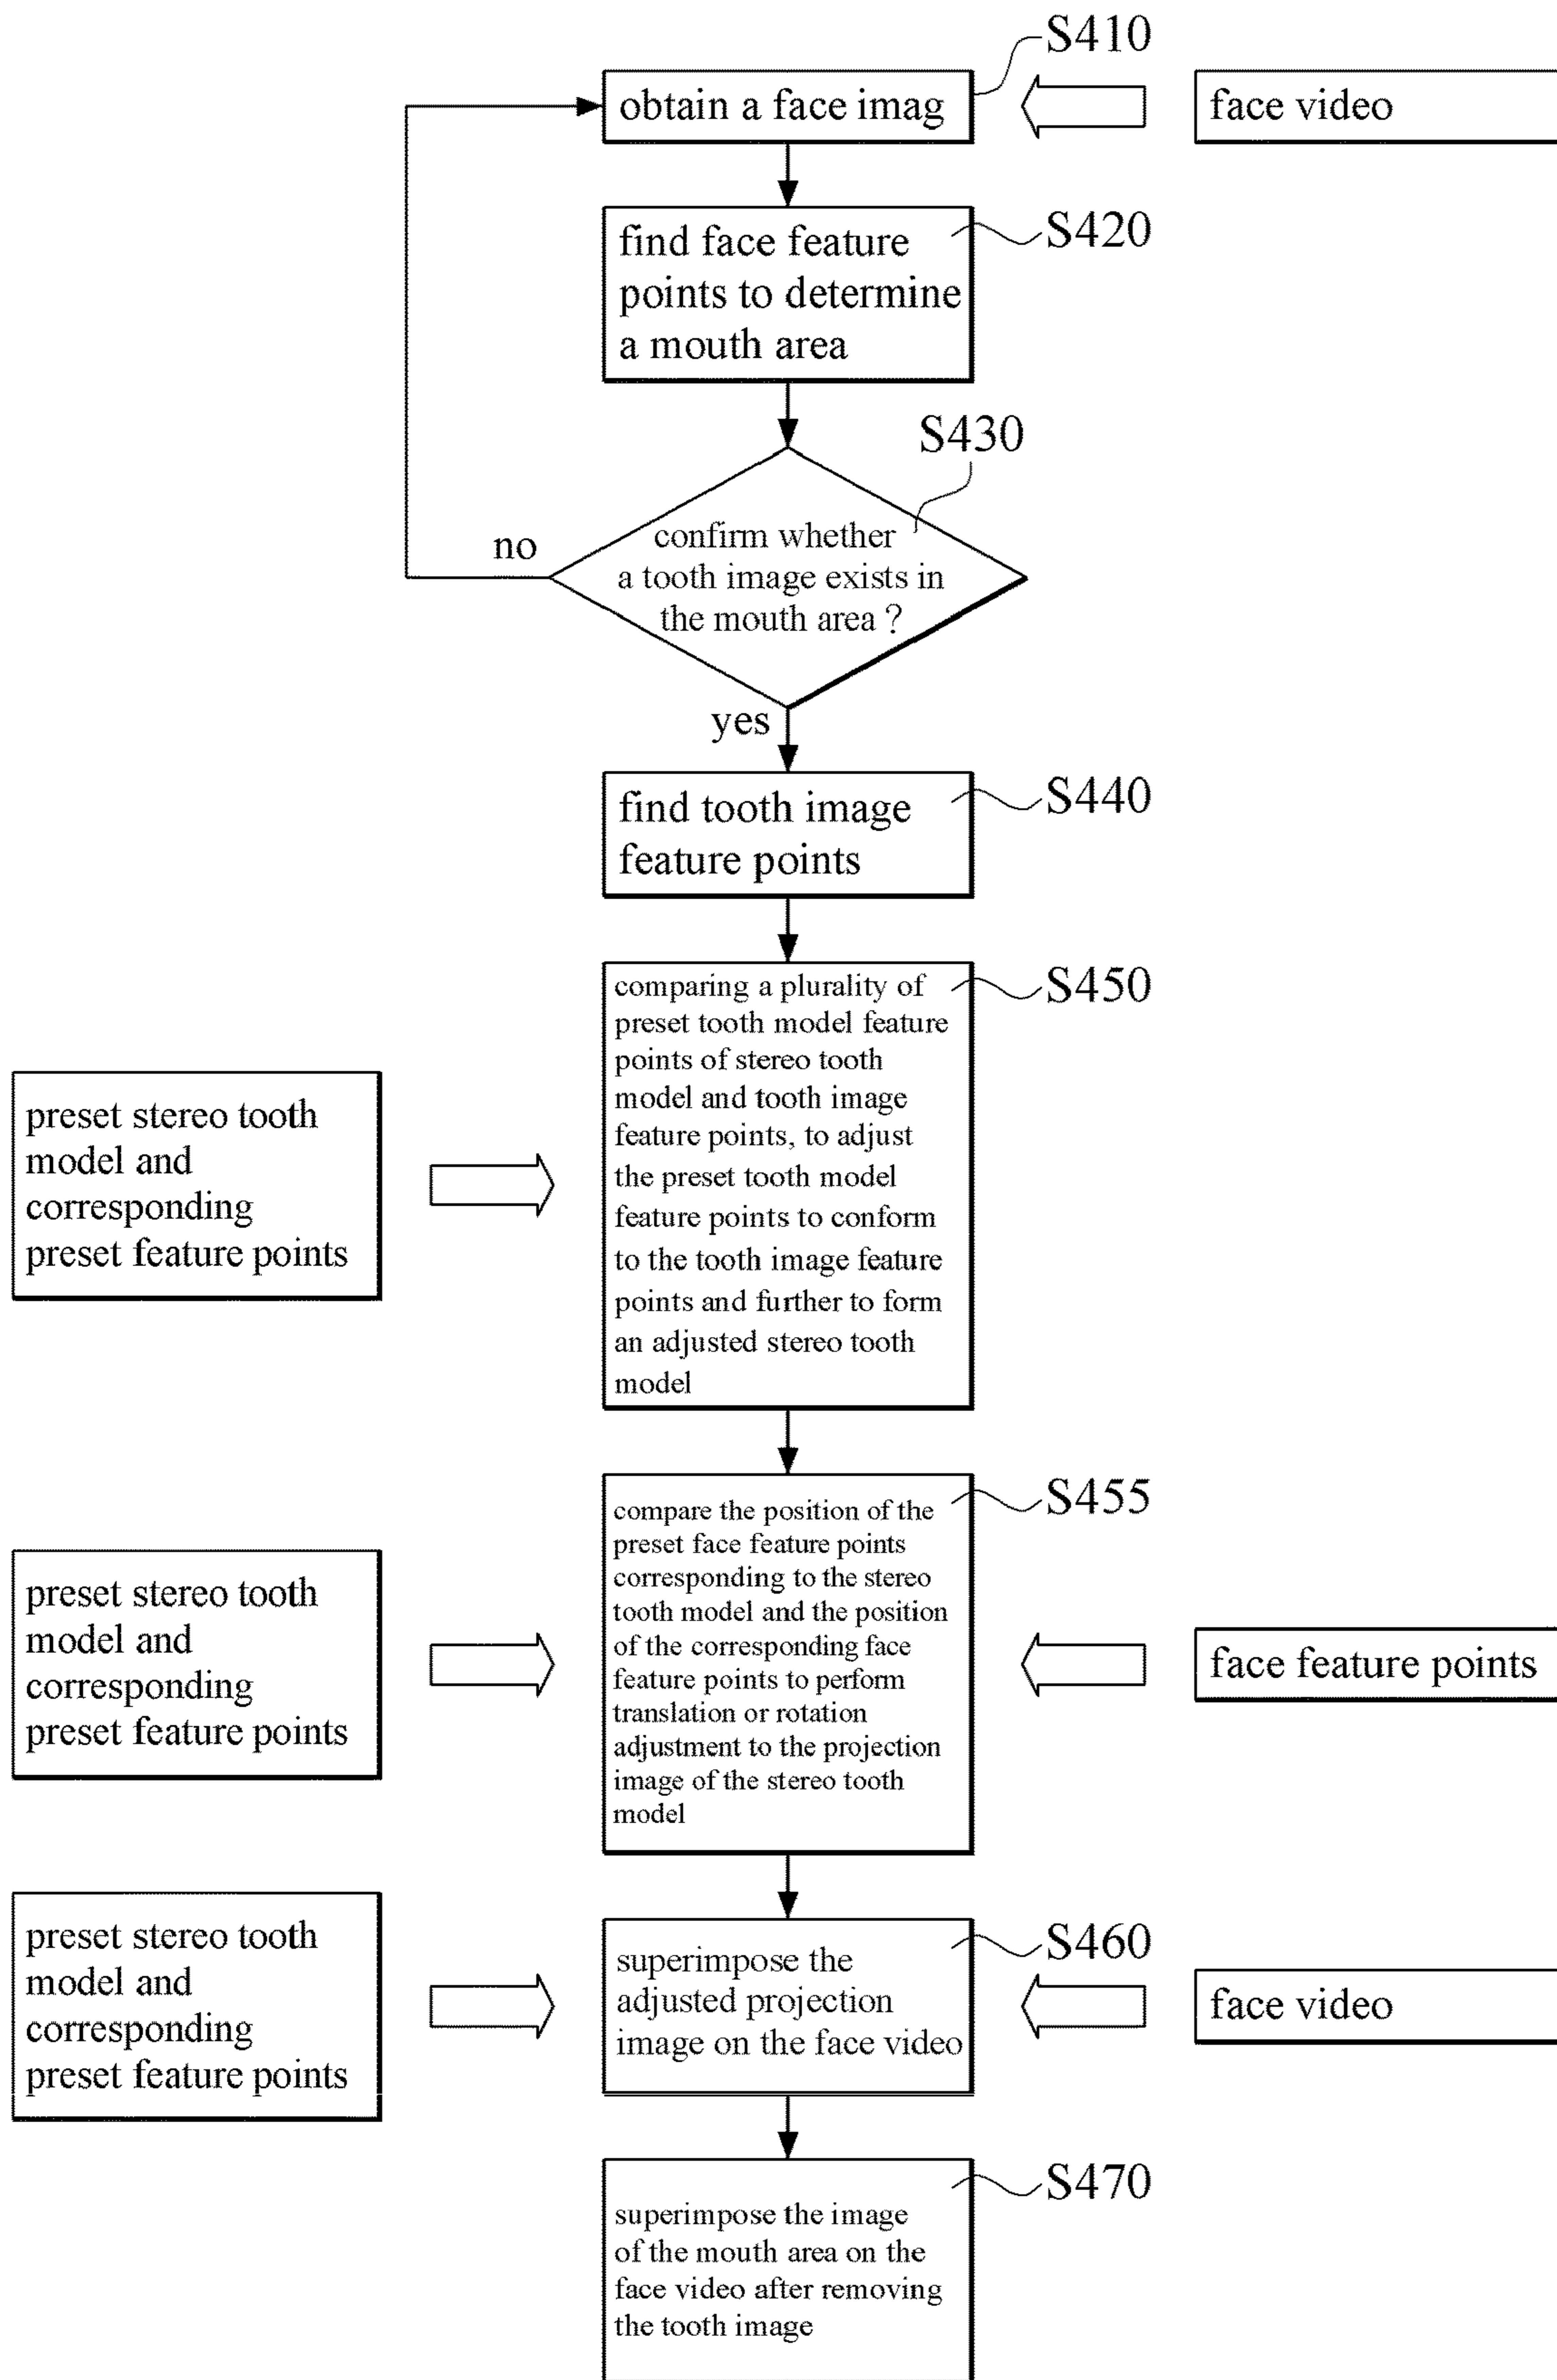 S410
obtain a face imag
face video
S420
find face feature
points to determine
a mouth area
S430
confirm whether
a tooth image exists in
the mouth area ?
no
yes
S440
find tooth image
feature points
S450
comparing a plurality of
preset tooth model feature
points of stereo tooth
model and tooth image
feature points, to adjust
the preset tooth model
feature points to conform
to the tooth image feature
points and further to form
an adjusted stereo tooth
model
preset stereo tooth
model and
corresponding
preset feature points
S455
compare the position of the
preset face feature points
corresponding to the stereo
tooth model and the position
of the corresponding face
feature points to perform
translation or rotation
adjustment to the projection
image of the stereo tooth
model
preset stereo tooth
model and
corresponding
preset feature points
face feature points
S460
superimpose the
adjusted projection
image on the face video
preset stereo tooth
model and
corresponding
preset feature points
face video
S470
superimpose the image
of the mouth area on the
face video after removing
the tooth image